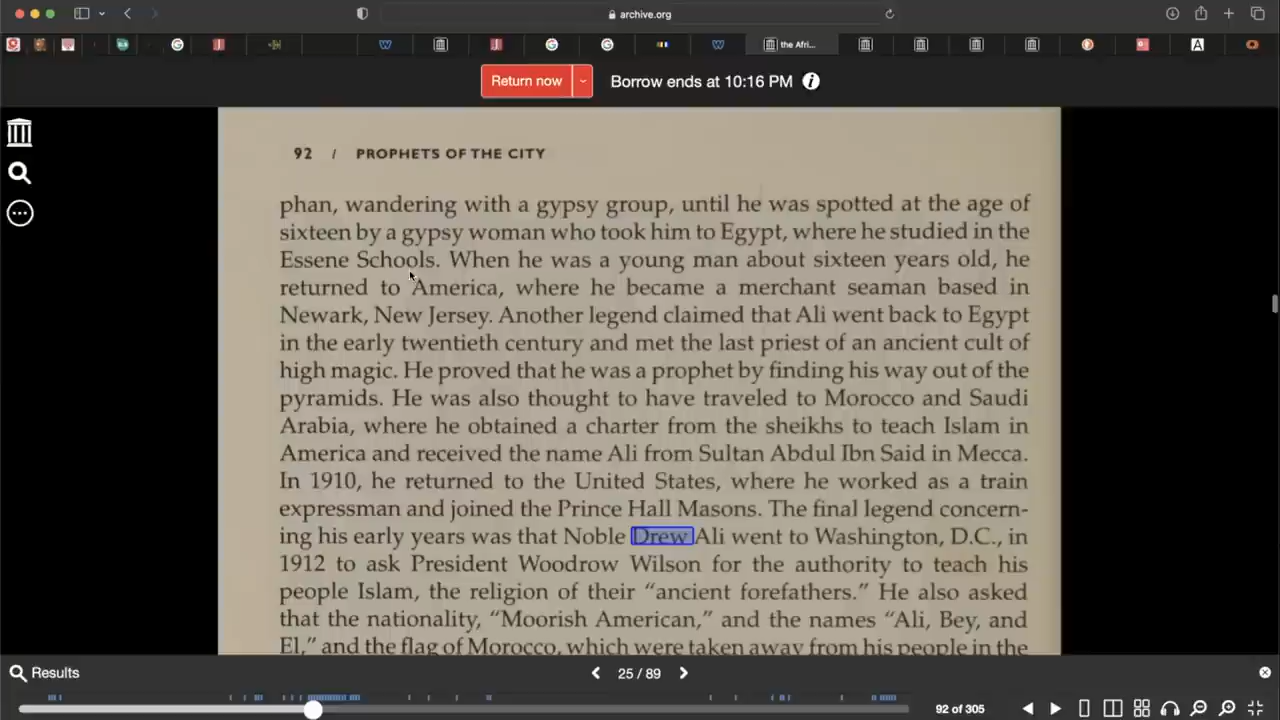 archive.org
the Afri...
Return now
Borrow ends at 10:16 PM
92 / PROPHETS OF THE CITY
phan, wandering with a gypsy group, until he was spotted at the age of
sixteen by a gypsy woman who took him to Egypt, where he studied in the
Essene Schools. When he was a young man about sixteen years old, he
returned to America, where he became a merchant seaman based in
Newark, New Jersey. Another legend claimed that Ali went back to Egypt
in the early twentieth century and met the last priest of an ancient cult of
high magic. He proved that he was a prophet by finding his way out of the
pyramids. He was also thought to have traveled to Morocco and Saudi
Arabia, where he obtained a charter from the sheikhs to teach Islam in
America and received the name Ali from Sultan Abdul Ibn Said in Mecca.
In 1910, he returned to the United States, where he worked as a train
expressman and joined the Prince Hall Masons. The final legend concern-
ing his early years was that Noble Drew Ali went to Washington, D.C., in
1912 to ask President Woodrow Wilson for the authority to teach his
people Islam, the religion of their “ancient forefathers.” He also asked
that the nationality, “Moorish American,” and the names “Ali, Bey, and
El,” and the flag of Morocco, which were taken away from his people in the
Results
25 / 89
92 of 305